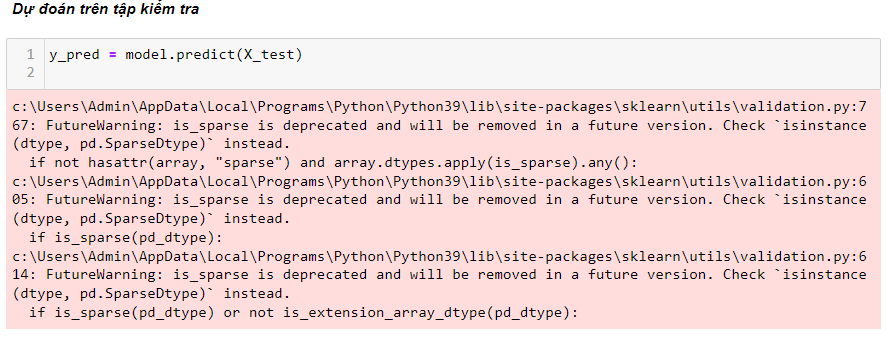 Dự đoán trên tập kiểm tra
1 y_pred = model.predict(X_test)
2
c:\Users\Admin\AppData\Local\Programs\Python\Python39\lib\site-packages\sklearn\utils\validation.py:7
67: FutureWarning: is_sparse is deprecated and will be removed in a future version. Check `isinstance
(dtype, pd.SparseDtype)` instead.
  if not hasattr(array, "sparse") and array.dtypes.apply(is_sparse).any():
c:\Users\Admin\AppData\Local\Programs\Python\Python39\lib\site-packages\sklearn\utils\validation.py:6
05: FutureWarning: is_sparse is deprecated and will be removed in a future version. Check `isinstance
(dtype, pd.SparseDtype)` instead.
  if is_sparse(pd_dtype):
c:\Users\Admin\AppData\Local\Programs\Python\Python39\lib\site-packages\sklearn\utils\validation.py:6
14: FutureWarning: is_sparse is deprecated and will be removed in a future version. Check `isinstance
(dtype, pd.SparseDtype)` instead.
  if is_sparse(pd_dtype) or not is_extension_array_dtype(pd_dtype):